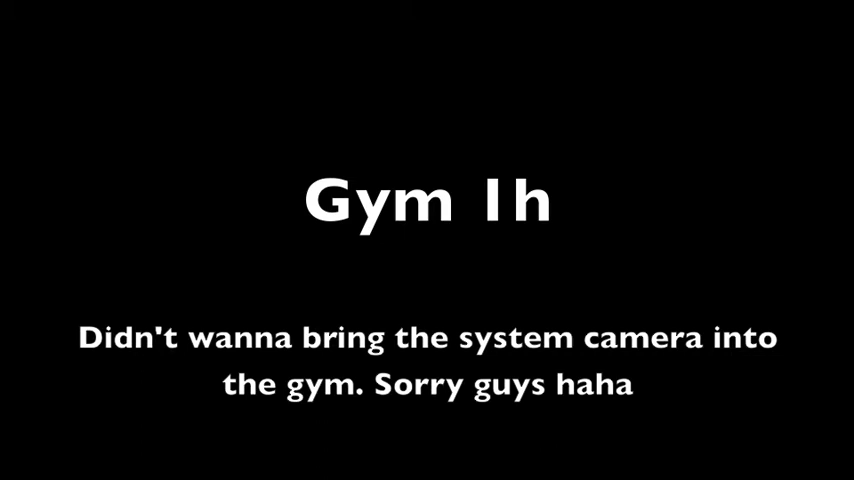 Gym 1h
Didn't wanna bring the system camera into
the gym. Sorry guys haha